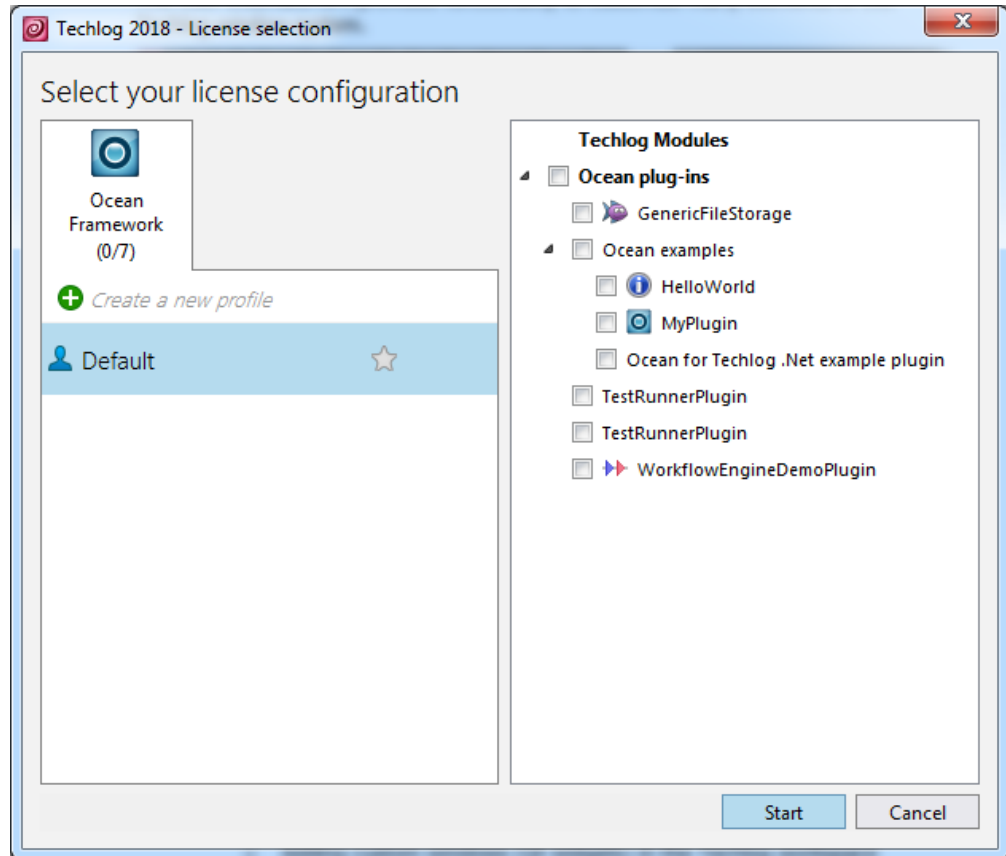 Techlog 2018 - License selection
Select your license configuration
Ocean
Framework
(0/7)
Create a new profile
Default
Techlog Modules
Ocean plug-ins
GenericFileStorage
Ocean examples
HelloWorld
MyPlugin
Ocean for Techlog .Net example plugin
TestRunnerPlugin
TestRunnerPlugin
WorkflowEngineDemoPlugin
Start
Cancel